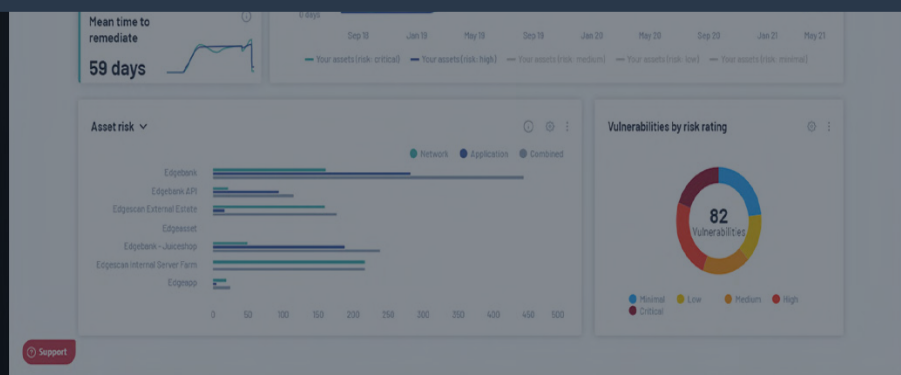 Mean time to
remediate
59 days
0 days
Sep 18 Jan 19 May 19 Sep 19 Jan 20 May 20 Sep 20 Jan 21 May 21
Your assets (risk: critical) Your assets (risk: high) Your assets (risk: medium) Your assets (risk: low) Your assets (risk: minimal)
Asset risk
Network Application Combined
Edgebank
Edgebank API
Edgescan External Estate
Edgeasset
Edgebank - Juiceshop
Edgescan Internal Server Farm
Edgeapp
0 50 100 150 200 250 300 350 400 450 500
Vulnerabilities by risk rating
82
Vulnerabilities
Minimal Low Medium High
Critical
Support